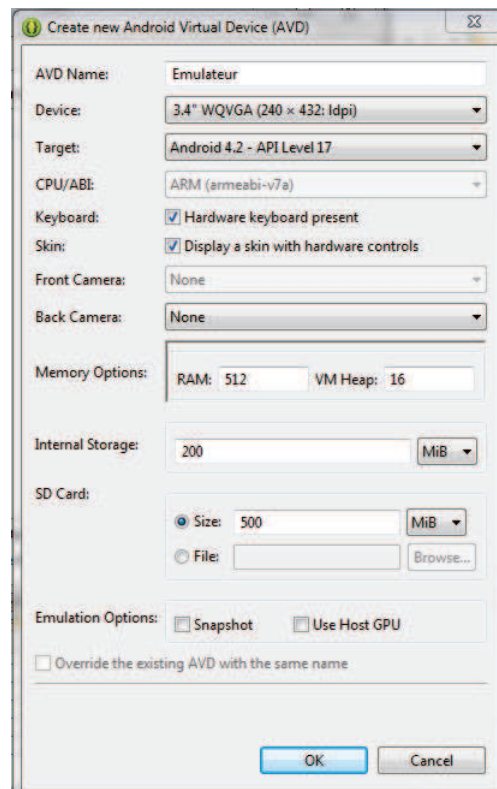 Create new Android Virtual Device (AVD)
AVD Name: Emulateur
Device: 3.4" WQVGA (240 × 432: ldpi)
Target: Android 4.2 - API Level 17
CPU/ABI: ARM (armeabi-v7a)
Keyboard: Hardware keyboard present
Skin: Display a skin with hardware controls
Front Camera: None
Back Camera: None
Memory Options: RAM: 512 VM Heap: 16
Internal Storage: 200 MiB
SD Card:
Size: 500 MiB
File: Browse...
Emulation Options: Snapshot Use Host GPU
Override the existing AVD with the same name
OK Cancel